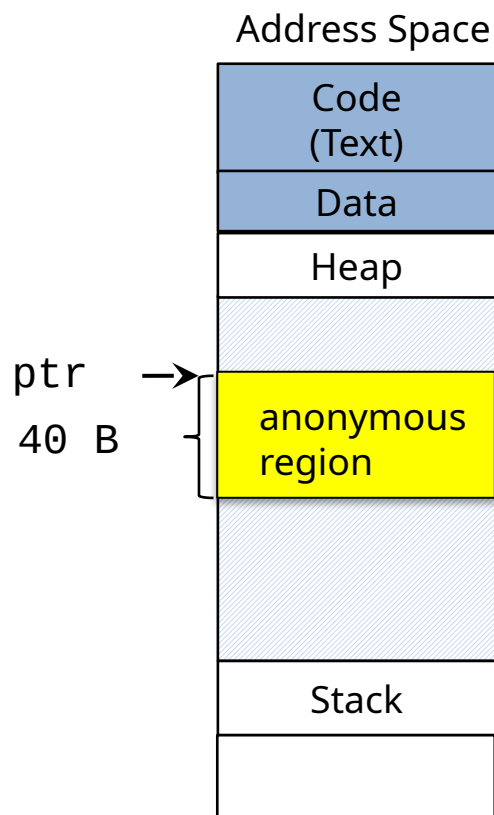 Address Space
Code
(Text)
Data
Heap
ptr
40 B
anonymous
region
Stack